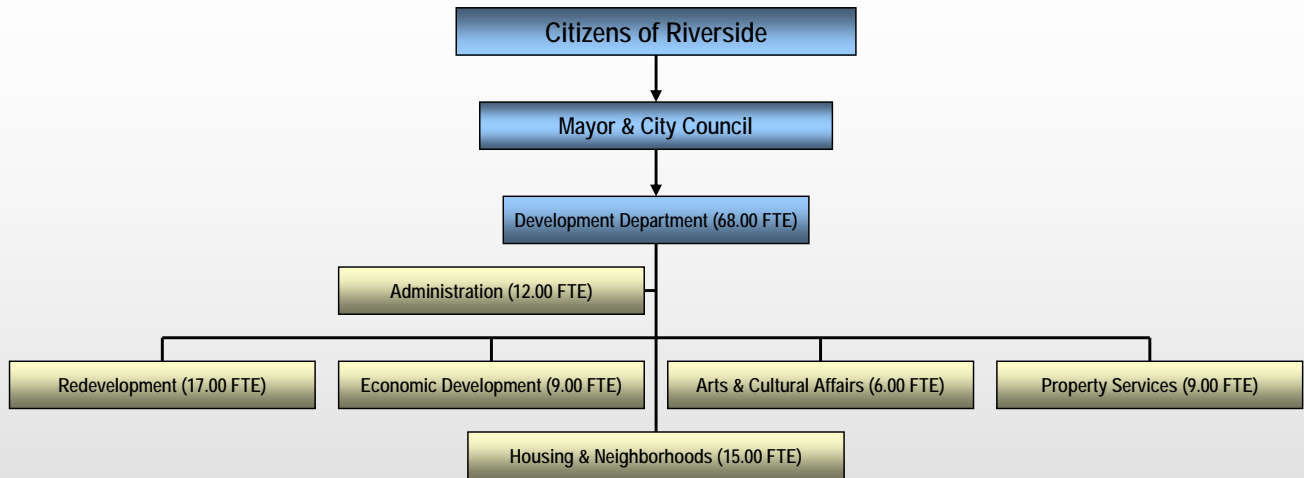 Citizens of Riverside
Mayor & City Council
Development Department (68.00 FTE)
Administration (12.00 FTE)
Redevelopment (17.00 FTE)
Economic Development (9.00 FTE)
Arts & Cultural Affairs (6.00 FTE)
Property Services (9.00 FTE)
Housing & Neighborhoods (15.00 FTE)